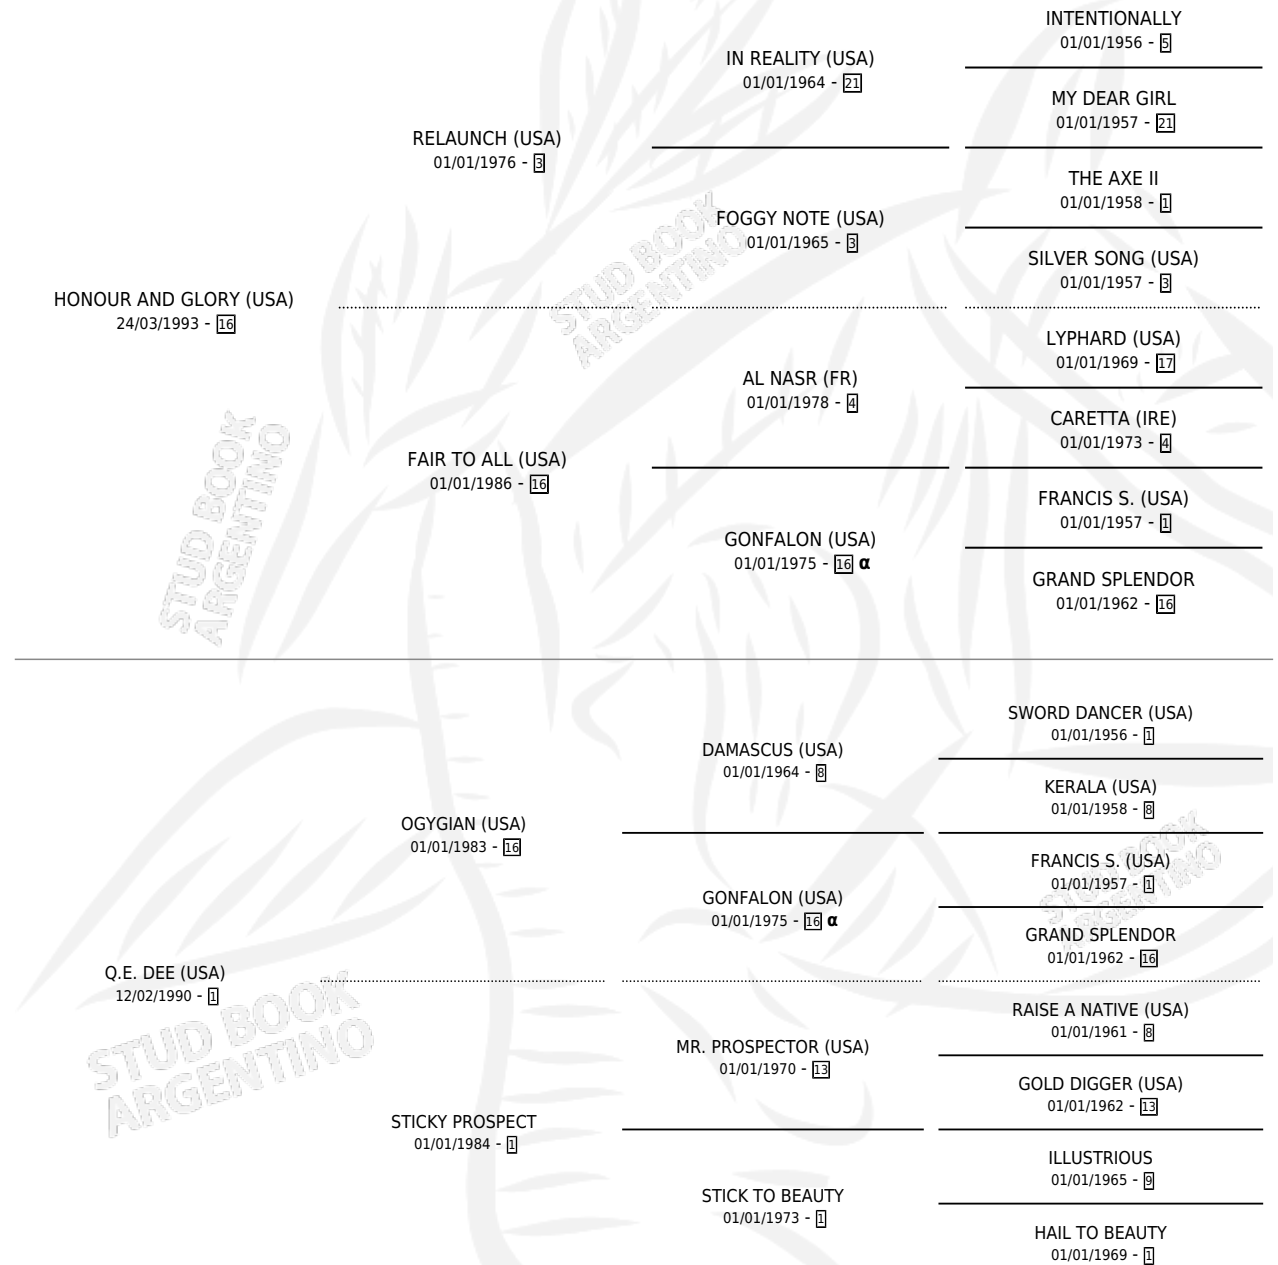 INTENTIONALLY
01/01/1956 - 5
IN REALITY (USA)
01/01/1964 - 21
MY DEAR GIRL
01/01/1957 - 21
RELAUNCH (USA)
01/01/1976 - 3
THE AXE II
01/01/1958 - 1
FOGGY NOTE (USA)
01/01/1965 - 3
SILVER SONG (USA)
01/01/1957 - 3
HONOUR AND GLORY (USA)
24/03/1993 - 16
LYPHARD (USA)
01/01/1969 - 17
AL NASR (FR)
01/01/1978 - 4
CARETTA (IRE)
01/01/1973 - 4
FAIR TO ALL (USA)
01/01/1986 - 16
FRANCIS S. (USA)
01/01/1957 - 1
GONFALON (USA)
01/01/1975 - 16 α
GRAND SPLENDOR
01/01/1962 - 16
STUD BOOK
ARGENTINO
STUD BOOK
ARGENTINO
SWORD DANCER (USA)
01/01/1956 - 1
DAMASCUS (USA)
01/01/1964 - 8
KERALA (USA)
01/01/1958 - 8
OGYGIAN (USA)
01/01/1983 - 16
FRANCIS S. (USA)
01/01/1957 - 1
GONFALON (USA)
01/01/1975 - 16 α
GRAND SPLENDOR
01/01/1962 - 16
Q.E. DEE (USA)
12/02/1990 - 1
RAISE A NATIVE (USA)
01/01/1961 - 8
MR. PROSPECTOR (USA)
01/01/1970 - 13
GOLD DIGGER (USA)
01/01/1962 - 13
STICKY PROSPECT
01/01/1984 - 1
ILLUSTRIOUS
01/01/1965 - 9
STICK TO BEAUTY
01/01/1973 - 1
HAIL TO BEAUTY
01/01/1969 - 1
STUD BOOK
ARGENTINO
STUD BOOK
ARGENTINO